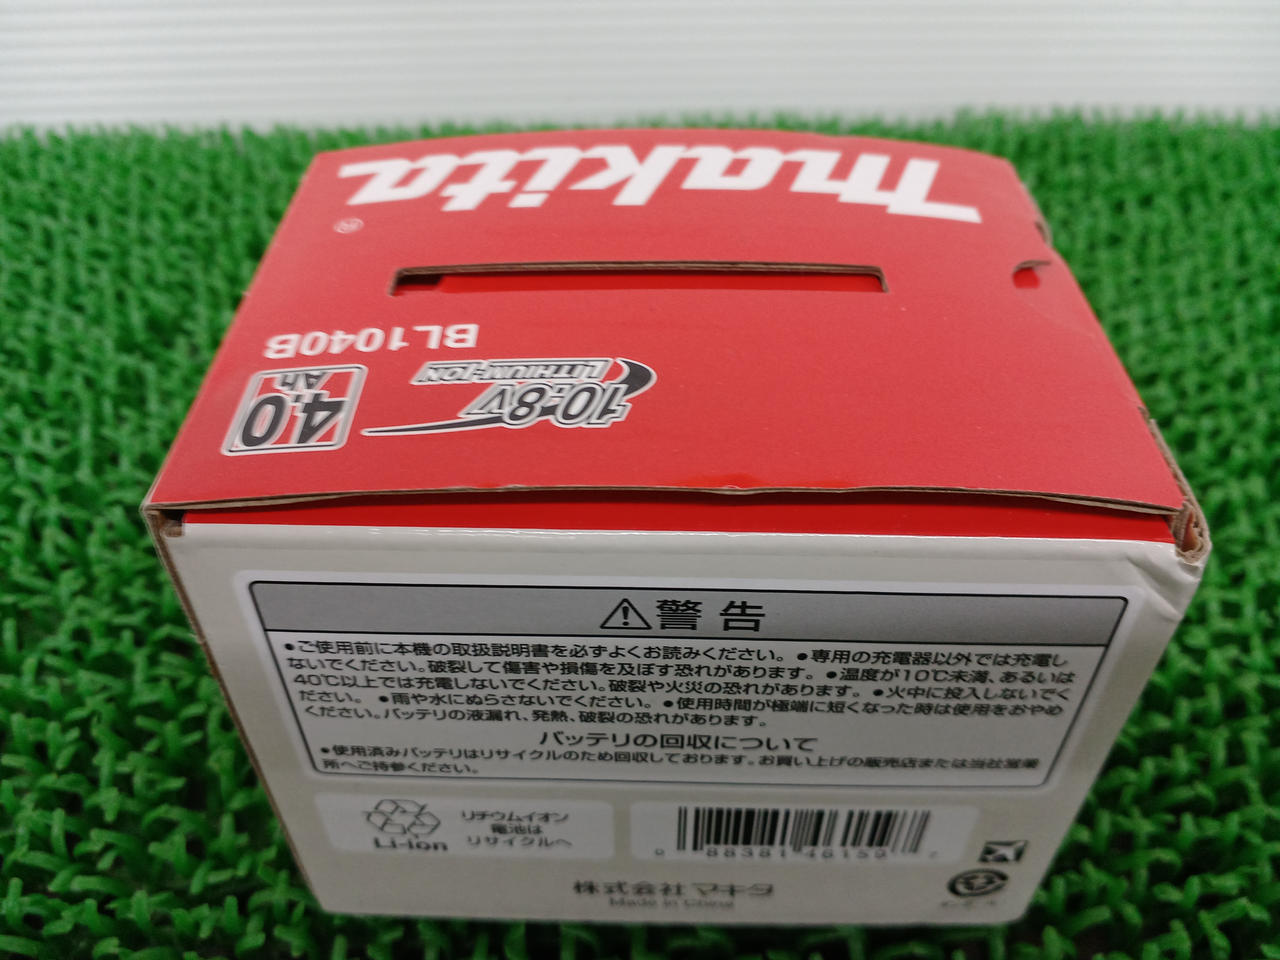 makita
®
BL1040B
10.8V
LITHIUM-ION
4.0
Ah
警告
●ご使用前に本機の取扱説明書を必ずよくお読みください。 ●専用の充電器以外では充電し
ないでください。破裂して傷害や損傷を及ぼす恐れがあります。 ●温度が10℃未満、あるいは
40℃以上では充電しないでください。破裂や火災の恐れがあります。 ●火中に投入しないでく
ださい。 ●雨や水にぬらさないでください。 ●使用時間が極端に短くなった時は使用をおやめ
ください。バッテリの液漏れ、発熱、破裂の恐れがあります。
バッテリの回収について
●使用済みバッテリはリサイクルのため回収しております。お買い上げの販売店または当社営業
所へご持参ください。
Li-ion
リチウムイオン
電池は
リサイクルへ
0 88381 46159 7
株式会社 マキタ
Made in China